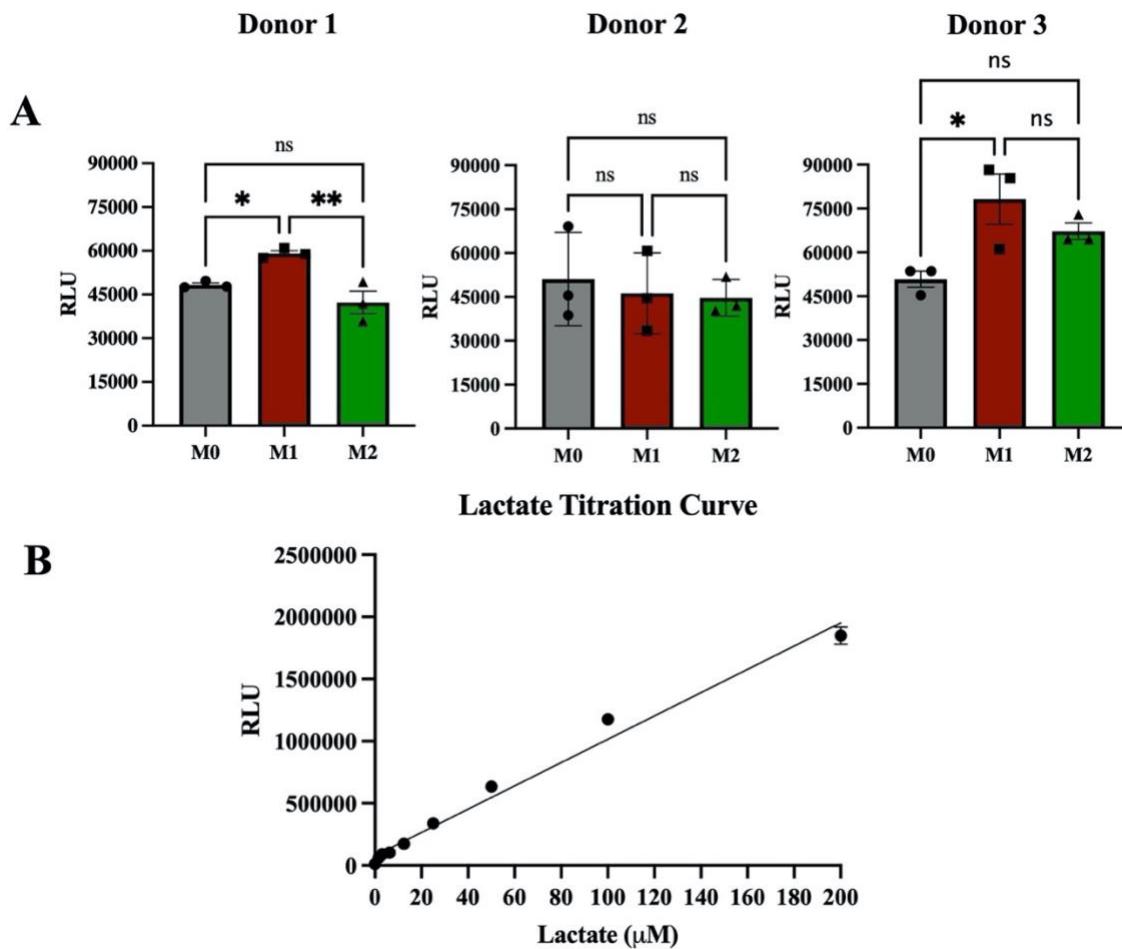 Donor 1 Donor 2 Donor 3
A
ns
* **
90000
75000
60000
45000
30000
15000
0
RLU
M0 M1 M2
ns
ns ns
90000
75000
60000
45000
30000
15000
0
RLU
M0 M1 M2
ns
* ns
90000
75000
60000
45000
30000
15000
0
RLU
M0 M1 M2
Lactate Titration Curve
B
2500000
2000000
1500000
1000000
500000
0
RLU
0 20 40 60 80 100 120 140 160 180 200
Lactate (μM)